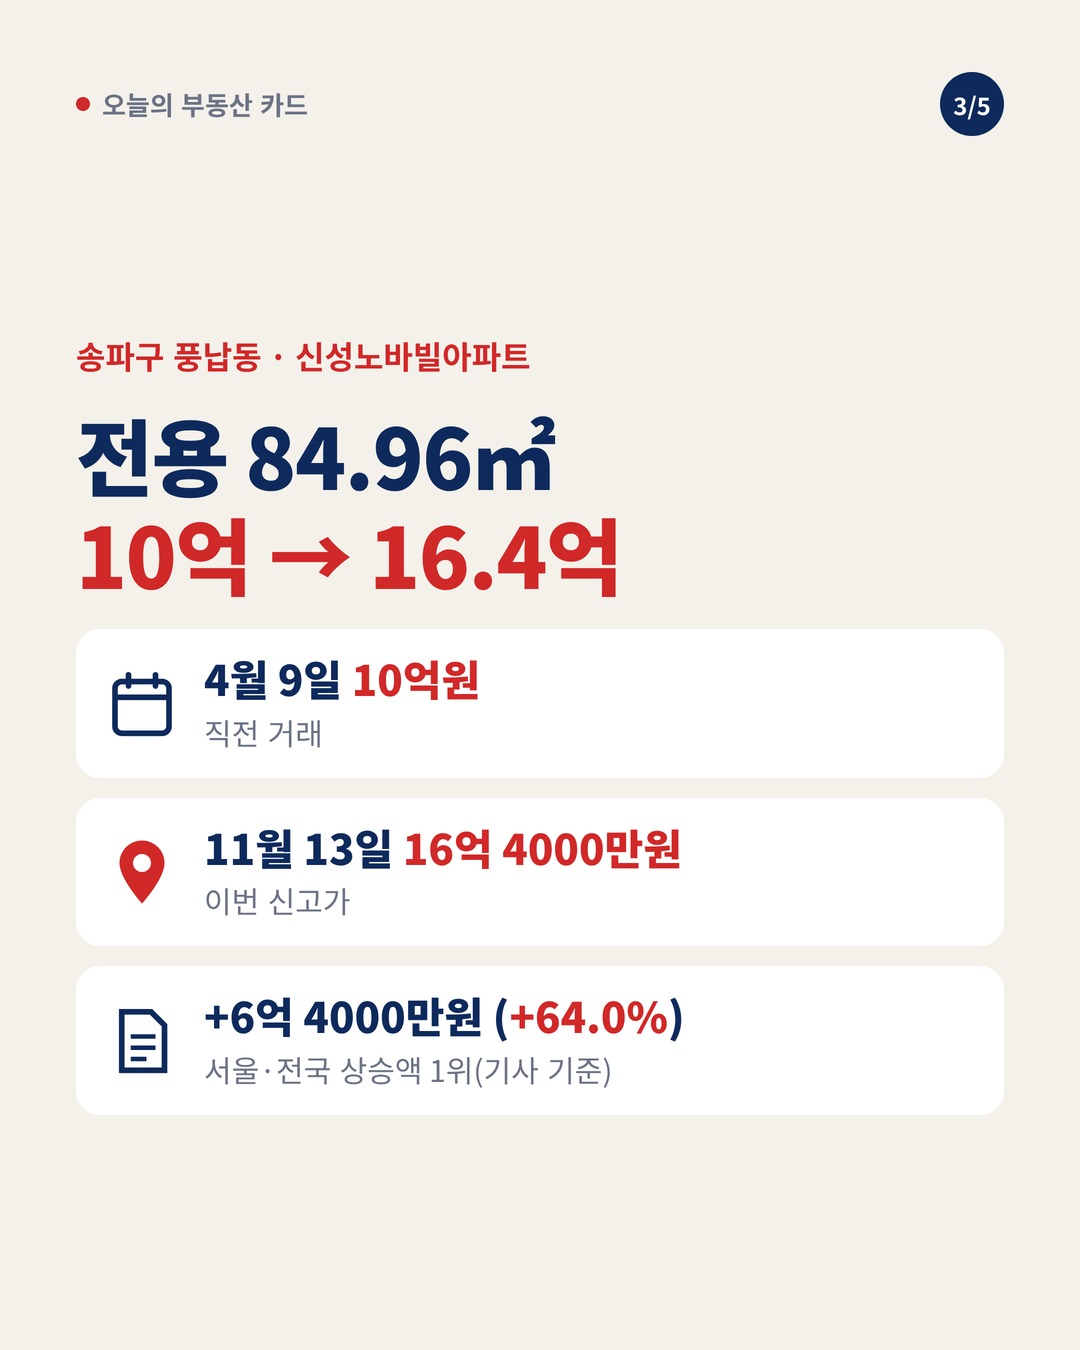 오늘의 부동산 카드
3/5
송파구 풍납동 · 신성노바빌아파트
전용 84.96㎡
10억 → 16.4억
4월 9일 10억원
직전 거래
11월 13일 16억 4000만원
이번 신고가
+6억 4000만원 (+64.0%)
서울·전국 상승액 1위(기사 기준)